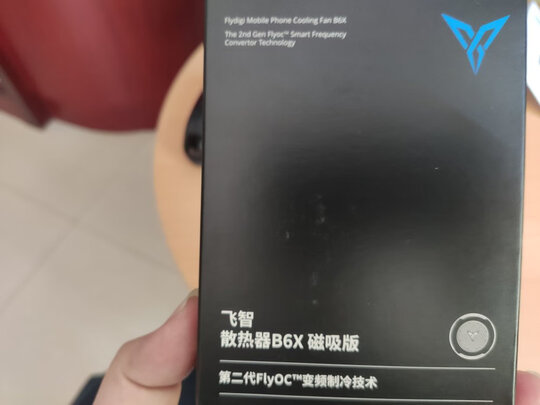 Flydigi Mobile Phone Cooling Fan B6X
The 2nd Gen Flyoc™ Smart Frequency
Convertor Technology
飞智
散热器B6X 磁吸版
第二代FlyOC™变频制冷技术